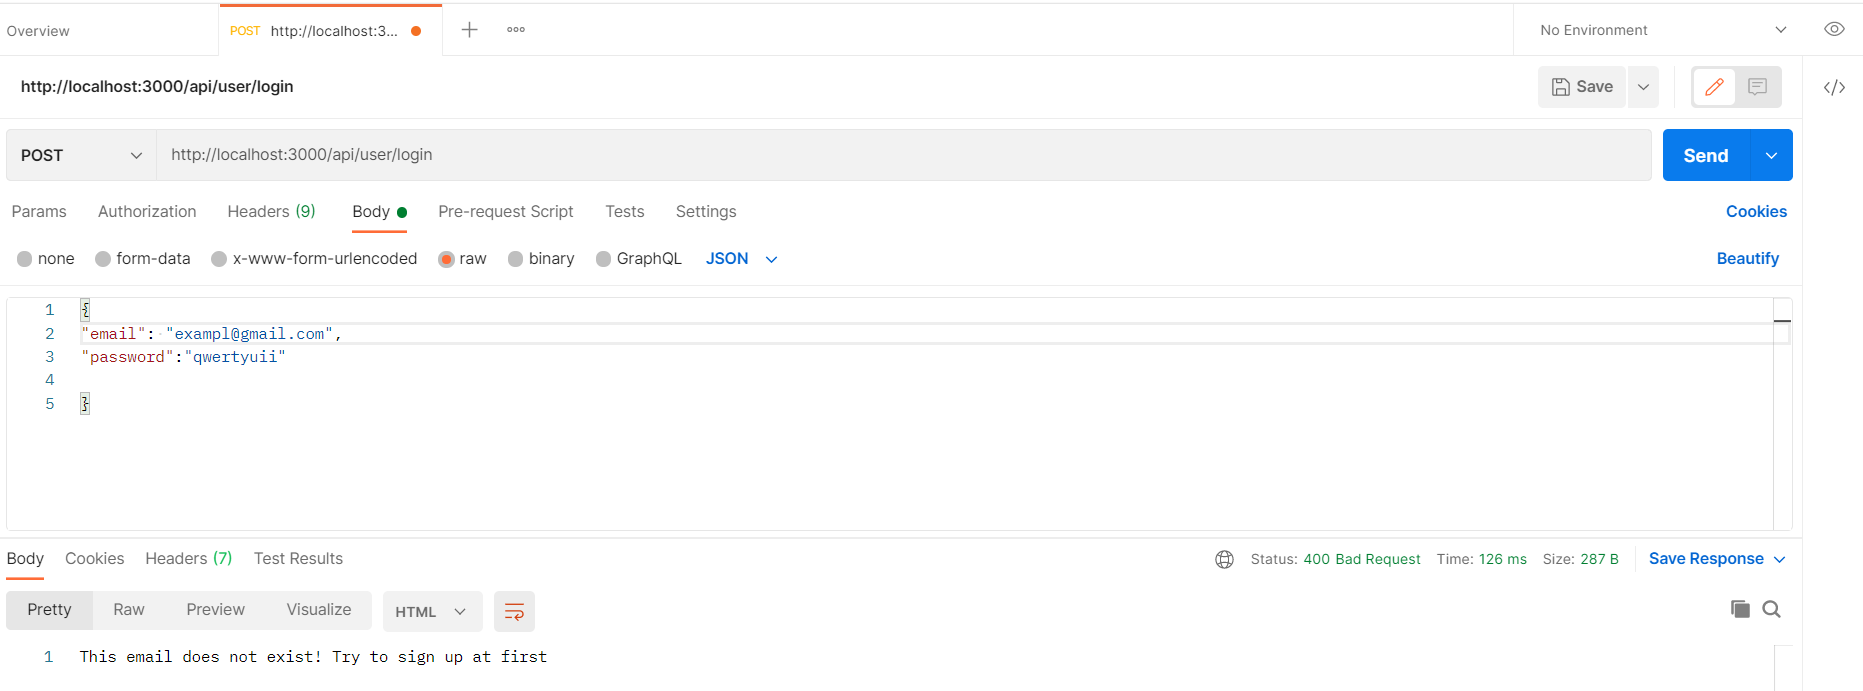 Overview
POST http://localhost:3...
No Environment
http://localhost:3000/api/user/login
Save
POST http://localhost:3000/api/user/login Send
Params Authorization Headers (9) Body Pre-request Script Tests Settings Cookies
none form-data x-www-form-urlencoded raw binary GraphQL JSON Beautify
1 {
2 "email": "exampl@gmail.com",
3 "password":"qwertyuii"
4
5 }
Body Cookies Headers (7) Test Results Status: 400 Bad Request Time: 126 ms Size: 287 B Save Response
Pretty Raw Preview Visualize HTML
1 This email does not exist! Try to sign up at first